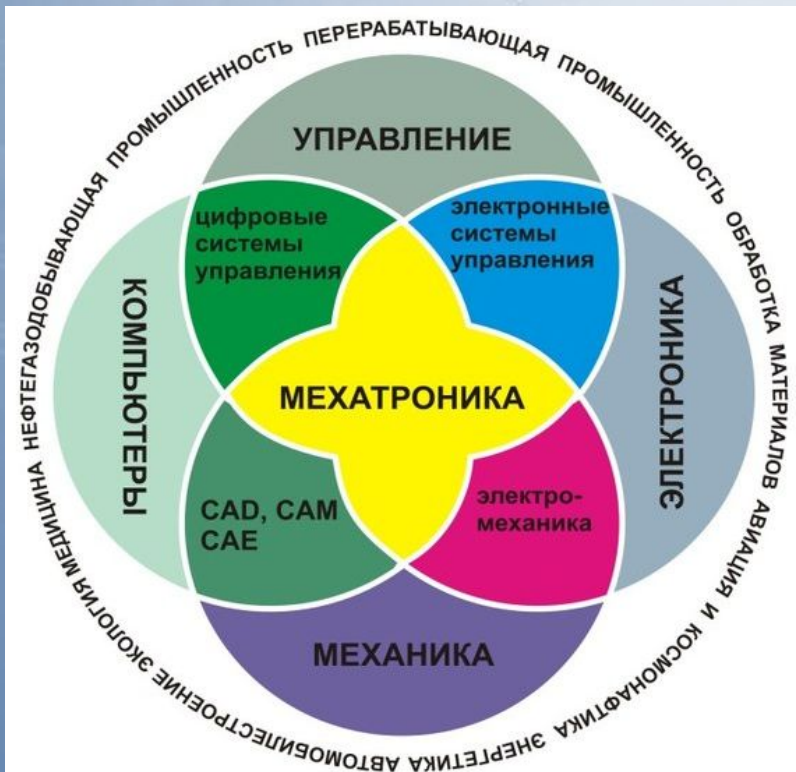 НЕФТЕГАЗОДОБЫВАЮЩАЯ ПРОМЫШЛЕННОСТЬ ПЕРЕРАБАТЫВАЮЩАЯ ПРОМЫШЛЕННОСТЬ ОБРАБОТКА МАТЕРИАЛОВ АВИАЦИЯ И КОСМОНАФТИКА ЭНЕРГЕТИКА АВТОМОБИЛЕСТРОЕНИЕ ЭКОЛОГИЯ МЕДИЦИНА
УПРАВЛЕНИЕ
цифровые
системы
управления
электронные
системы
управления
КОМПЬЮТЕРЫ
МЕХАТРОНИКА
ЭЛЕКТРОНИКА
CAD, CAM
CAE
электро-
механика
МЕХАНИКА